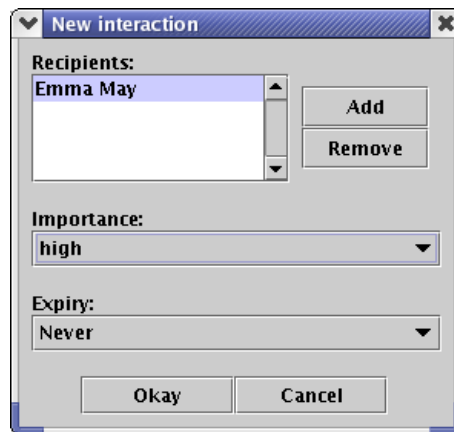 New interaction
Recipients:
Emma May
Add
Remove
Importance:
high
Expiry:
Never
Okay Cancel